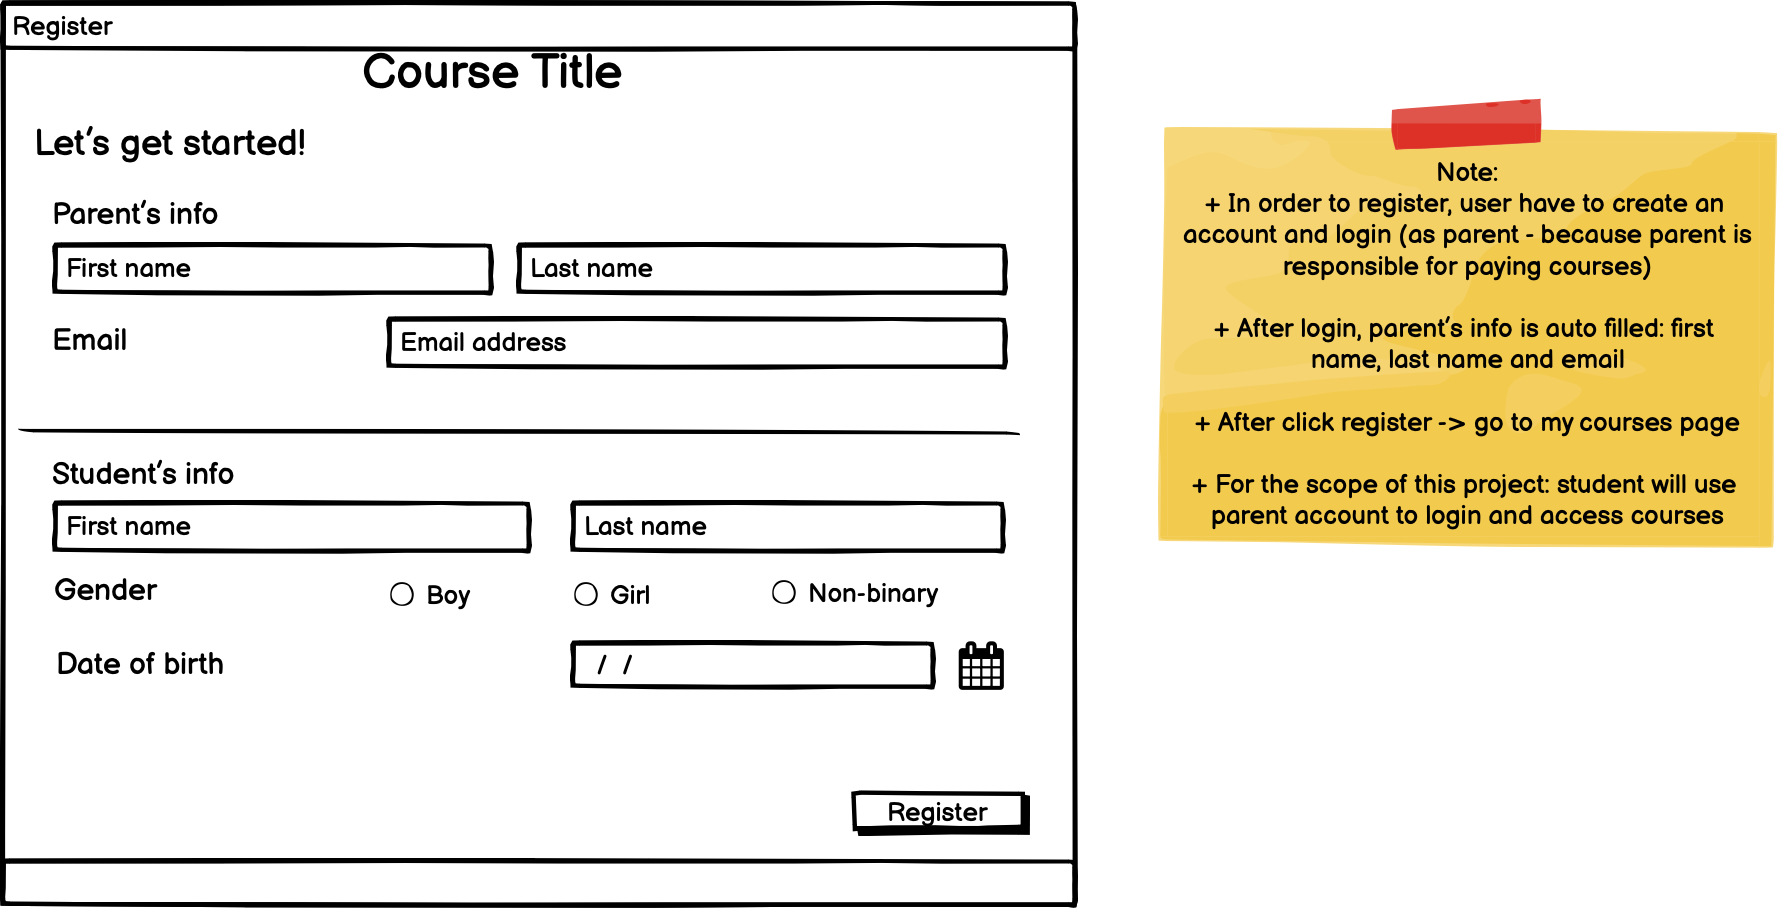 Register
Course Title
Let's get started!
Parent's info
First name
Last name
Email
Email address
Student's info
First name
Last name
Gender
Boy
Girl
Non-binary
Date of birth
/ /
Register
Note:
+ In order to register, user have to create an
account and login (as parent - because parent is
responsible for paying courses)
+ After login, parent's info is auto filled: first
name, last name and email
+ After click register -> go to my courses page
+ For the scope of this project: student will use
parent account to login and access courses